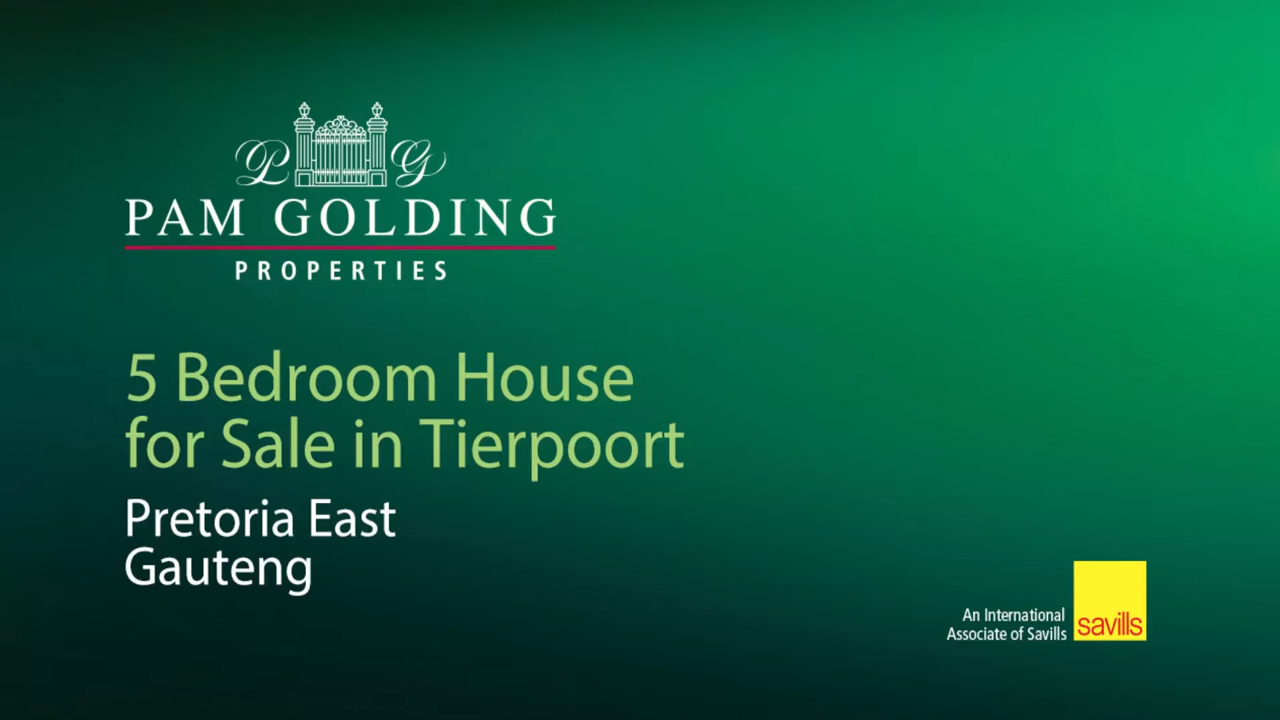 P G
PAM GOLDING
PROPERTIES
5 Bedroom House
for Sale in Tierpoort
Pretoria East
Gauteng
An International
Associate of Savills
savills